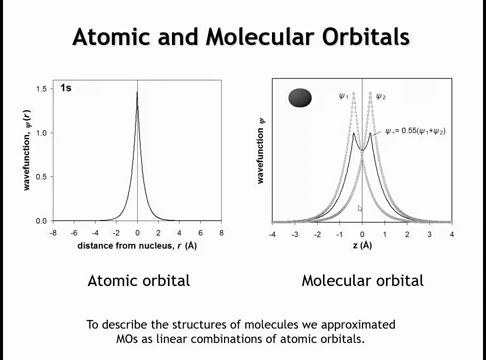 Atomic and Molecular Orbitals
1s
wavefunction, ψ(r)
1.5
1.0
0.5
0.0
-8 -6 -4 -2 0 2 4 6 8
distance from nucleus, r (Å)
Atomic orbital
wavefunction ψ
ψ₁ ψ₂
ψ₊= 0.55(ψ₁+ψ₂)
-4 -3 -2 -1 0 1 2 3 4
z (Å)
Molecular orbital
To describe the structures of molecules we approximated
MOs as linear combinations of atomic orbitals.